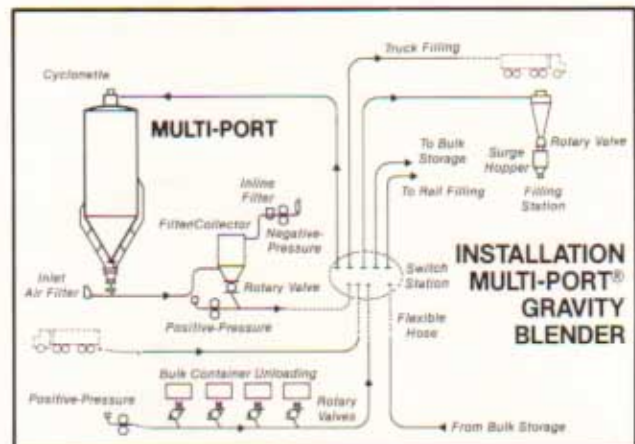 Truck Filling
Cyclonette
MULTI-PORT
To Bulk
Storage
Rotary Valve
Surge
Hopper
Inline
Filter
To Rail Filling
Filling
Station
Filter/Collector
Negative-
Pressure
INSTALLATION
MULTI-PORT®
GRAVITY
BLENDER
Switch
Station
Inlet
Air Filter
Rotary Valve
Positive-Pressure
Flexible
Hose
Bulk Container Unloading
Positive-Pressure
Rotary
Valves
From Bulk Storage